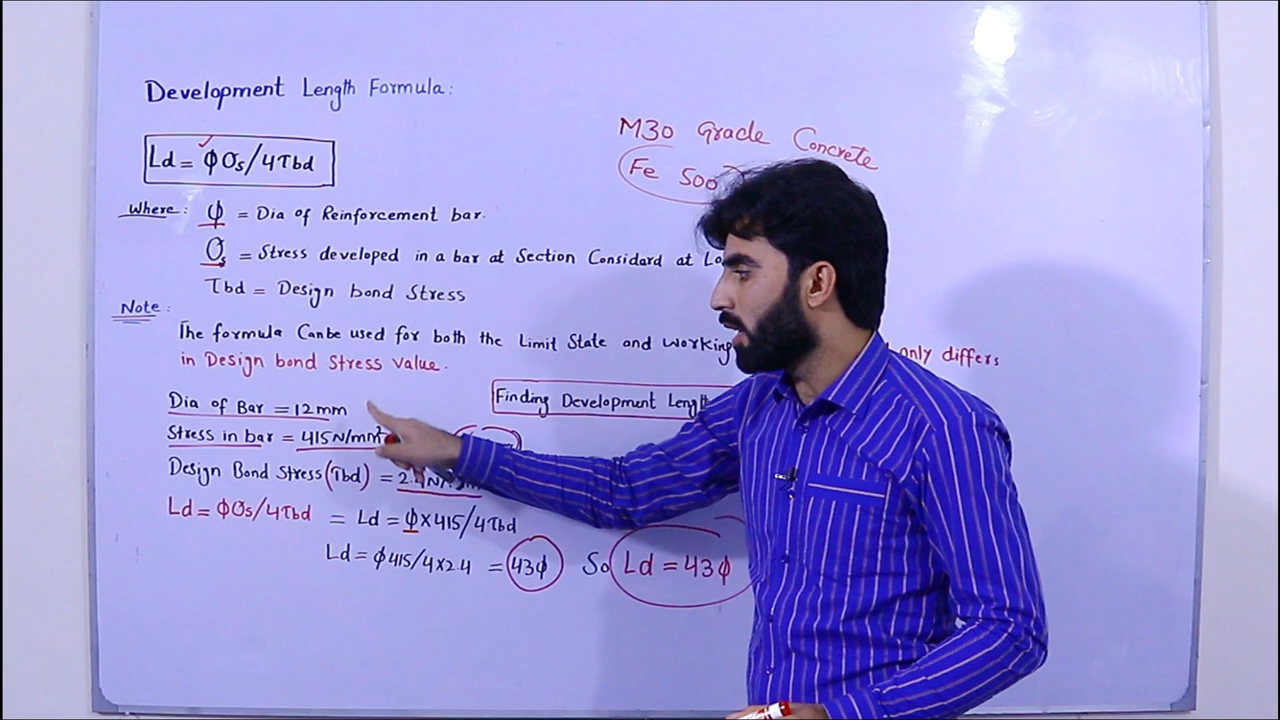 Development Length Formula:
M30 Grade Concrete
Fe 500
Ld = ϕσs/4τbd
Where: ϕ = Dia of Reinforcement bar.
σs = Stress developed in a bar at Section Considard at
τbd = Design bond Stress
Note:
The formula Canbe used for both the Limit State and working only differs
in Design bond Stress value.
Finding Development Length
Dia of Bar = 12mm
Stress in bar = 415N/mm²
Design Bond Stress (τbd) =
Ld = ϕσs/4τbd = Ld = ϕx415/4τbd
Ld = ϕ415/4x2.4 = 43ϕ So Ld = 43ϕ